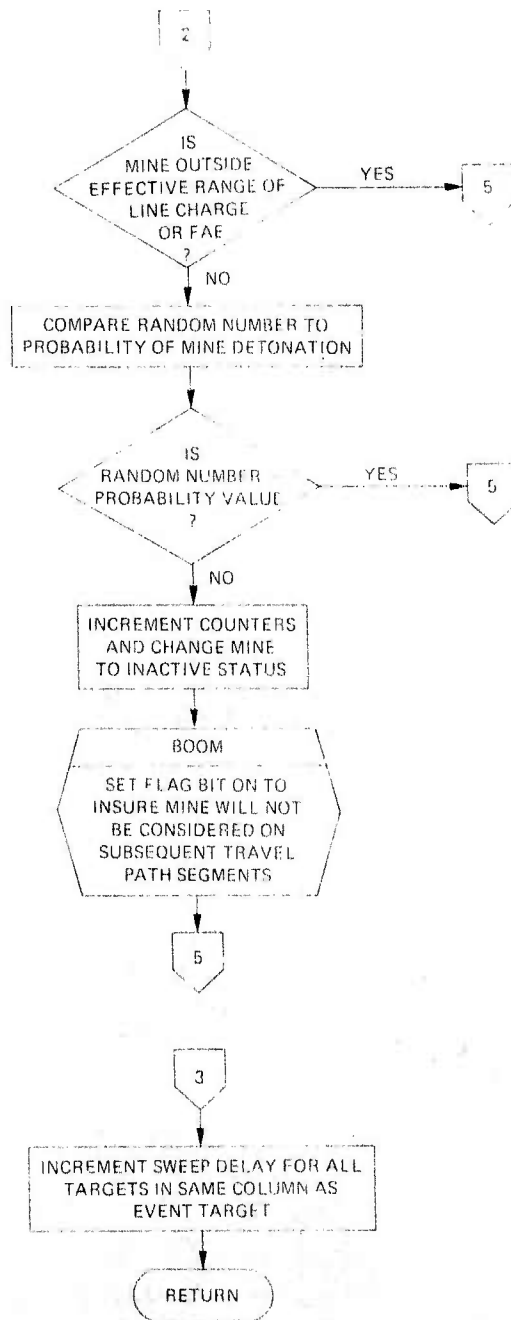 2
IS
MINE OUTSIDE
EFFECTIVE RANGE OF
LINE CHARGE
OR FAE
?
YES
5
NO
COMPARE RANDOM NUMBER TO
PROBABILITY OF MINE DETONATION
IS
RANDOM NUMBER
PROBABILITY VALUE
?
YES
5
NO
INCREMENT COUNTERS
AND CHANGE MINE
TO INACTIVE STATUS
BOOM
SET FLAG BIT ON TO
INSURE MINE WILL NOT
BE CONSIDERED ON
SUBSEQUENT TRAVEL
PATH SEGMENTS
5
3
INCREMENT SWEEP DELAY FOR ALL
TARGETS IN SAME COLUMN AS
EVENT TARGET
RETURN